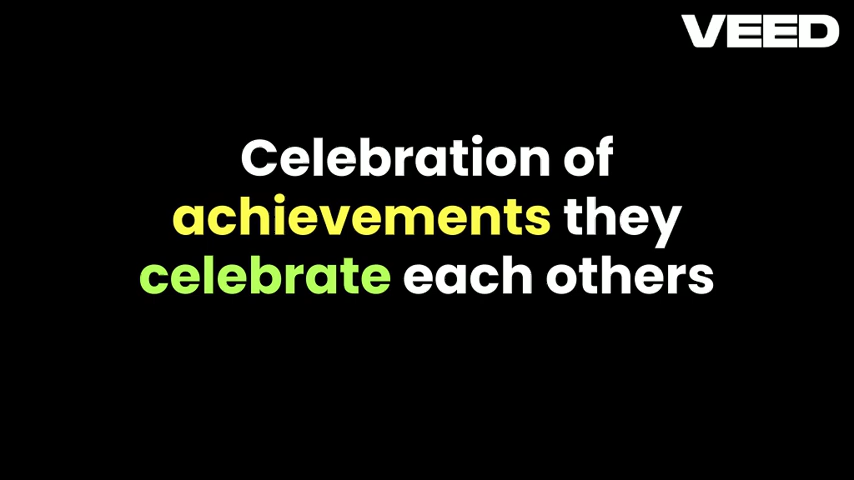 VEED
Celebration of
achievements they
celebrate each others